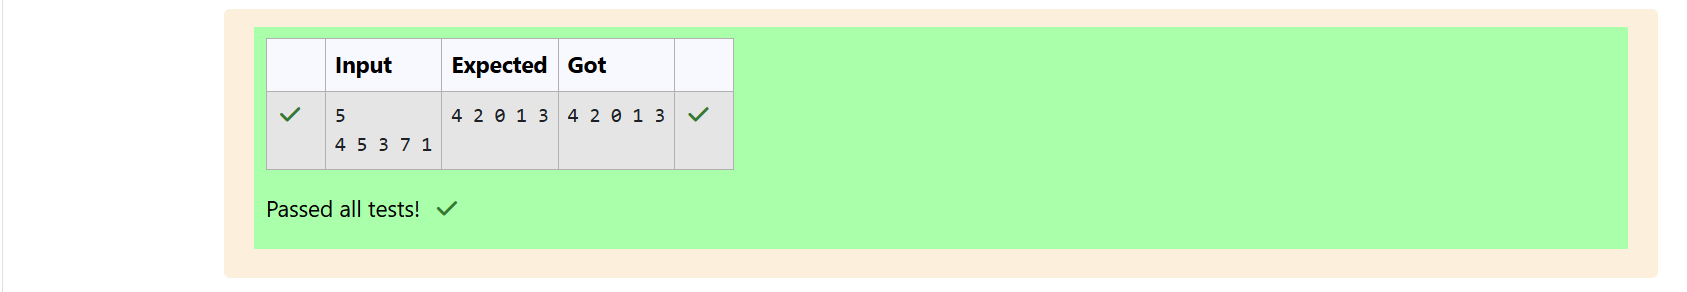 Input Expected Got
5 4 2 0 1 3 4 2 0 1 3
4 5 3 7 1
Passed all tests!